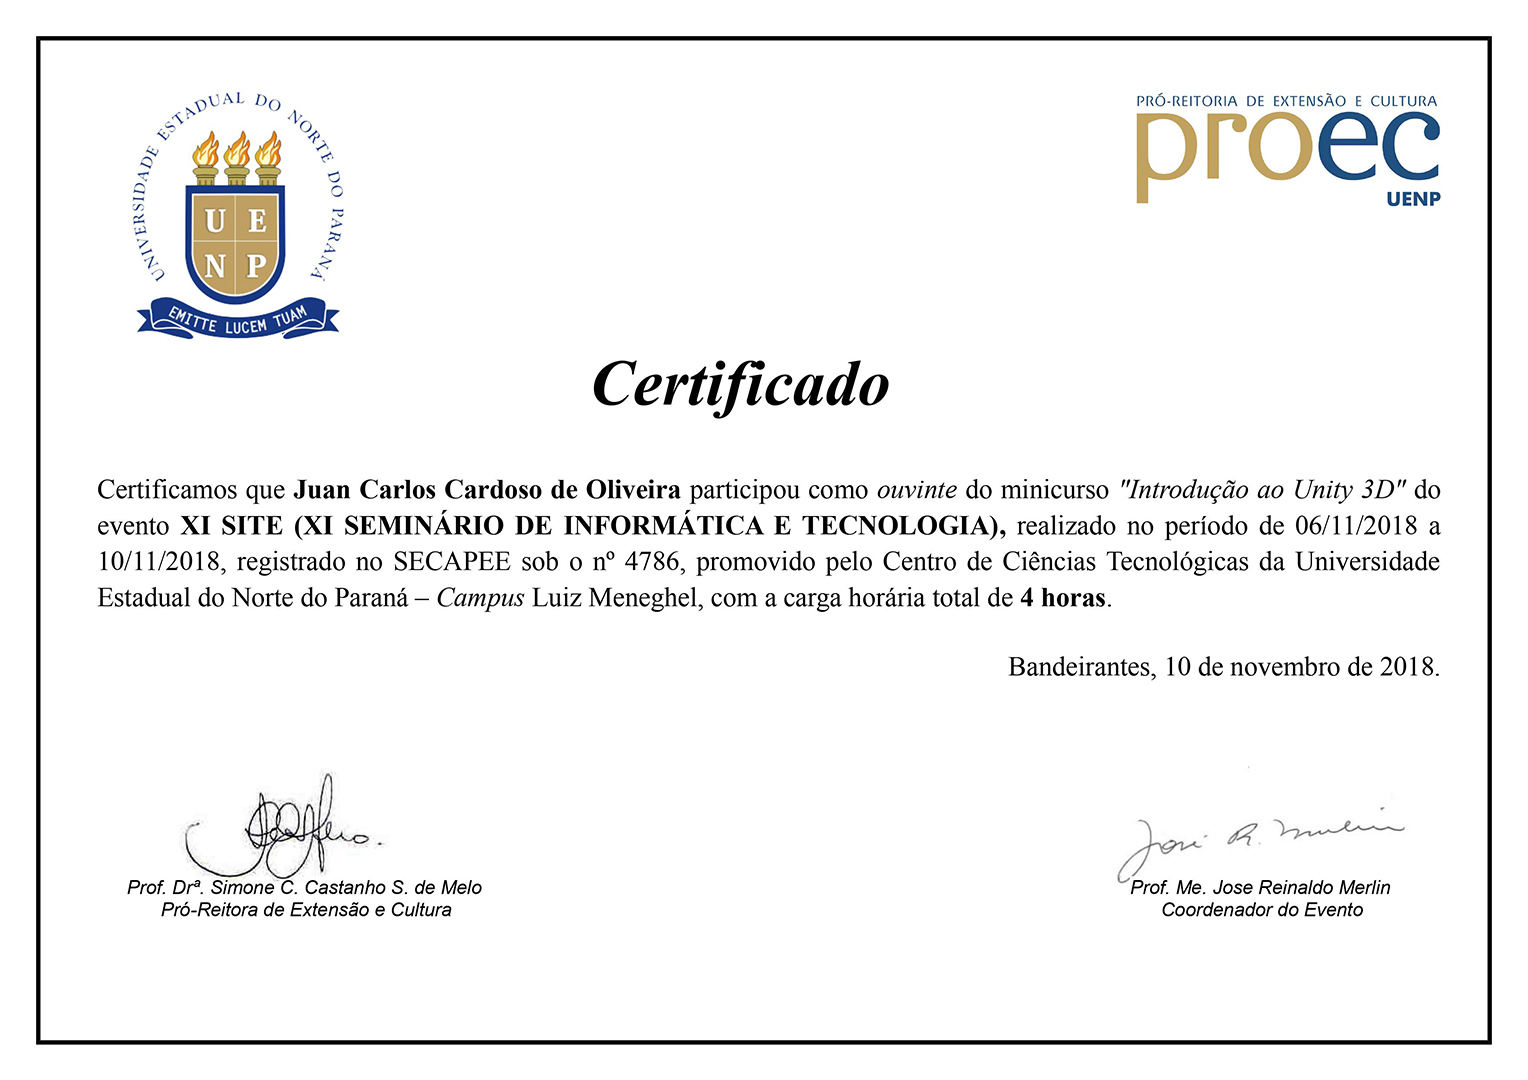 UNIVERSIDADE ESTADUAL DO NORTE DO PARANÁ
U E
N P
EMITTE LUCEM TUAM
PRÓ-REITORIA DE EXTENSÃO E CULTURA
proec
UENP
Certificado
Certificamos que Juan Carlos Cardoso de Oliveira participou como ouvinte do minicurso "Introdução ao Unity 3D" do
evento XI SITE (XI SEMINÁRIO DE INFORMÁTICA E TECNOLOGIA), realizado no período de 06/11/2018 a
10/11/2018, registrado no SECAPEE sob o nº 4786, promovido pelo Centro de Ciências Tecnológicas da Universidade
Estadual do Norte do Paraná – Campus Luiz Meneghel, com a carga horária total de 4 horas.
Bandeirantes, 10 de novembro de 2018.
José R. Merlin
Prof. Drª. Simone C. Castanho S. de Melo
Pró-Reitora de Extensão e Cultura
Prof. Me. Jose Reinaldo Merlin
Coordenador do Evento